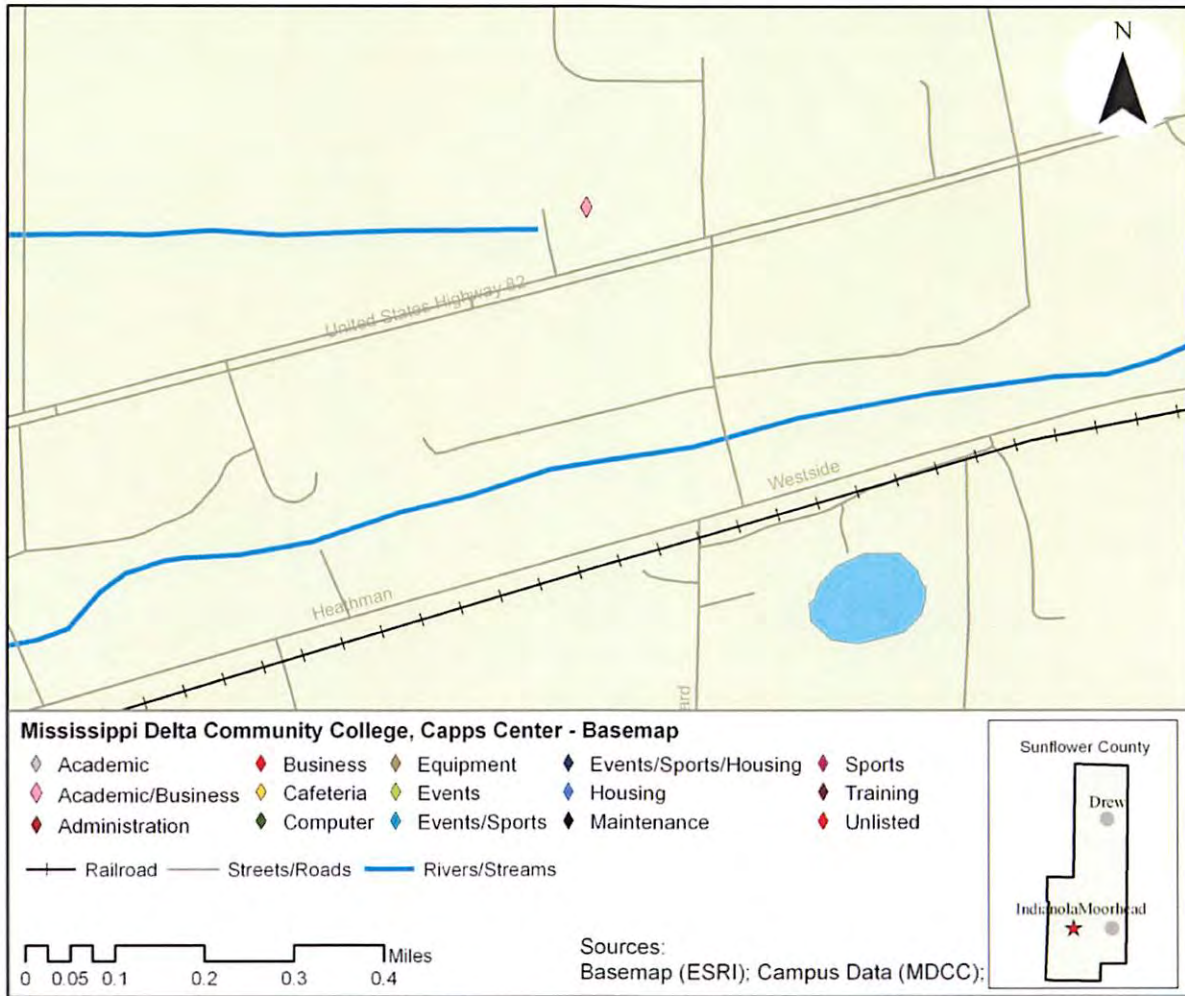 N
United States Highway 82
Westside
Heathman
ard
Mississippi Delta Community College, Capps Center - Basemap
Academic
Business
Equipment
Events/Sports/Housing
Sports
Academic/Business
Cafeteria
Events
Housing
Training
Administration
Computer
Events/Sports
Maintenance
Unlisted
Railroad
Streets/Roads
Rivers/Streams
Miles
0 0.05 0.1 0.2 0.3 0.4
Sources:
Basemap (ESRI); Campus Data (MDCC);
Sunflower County
Drew
Indianola
Moorhead